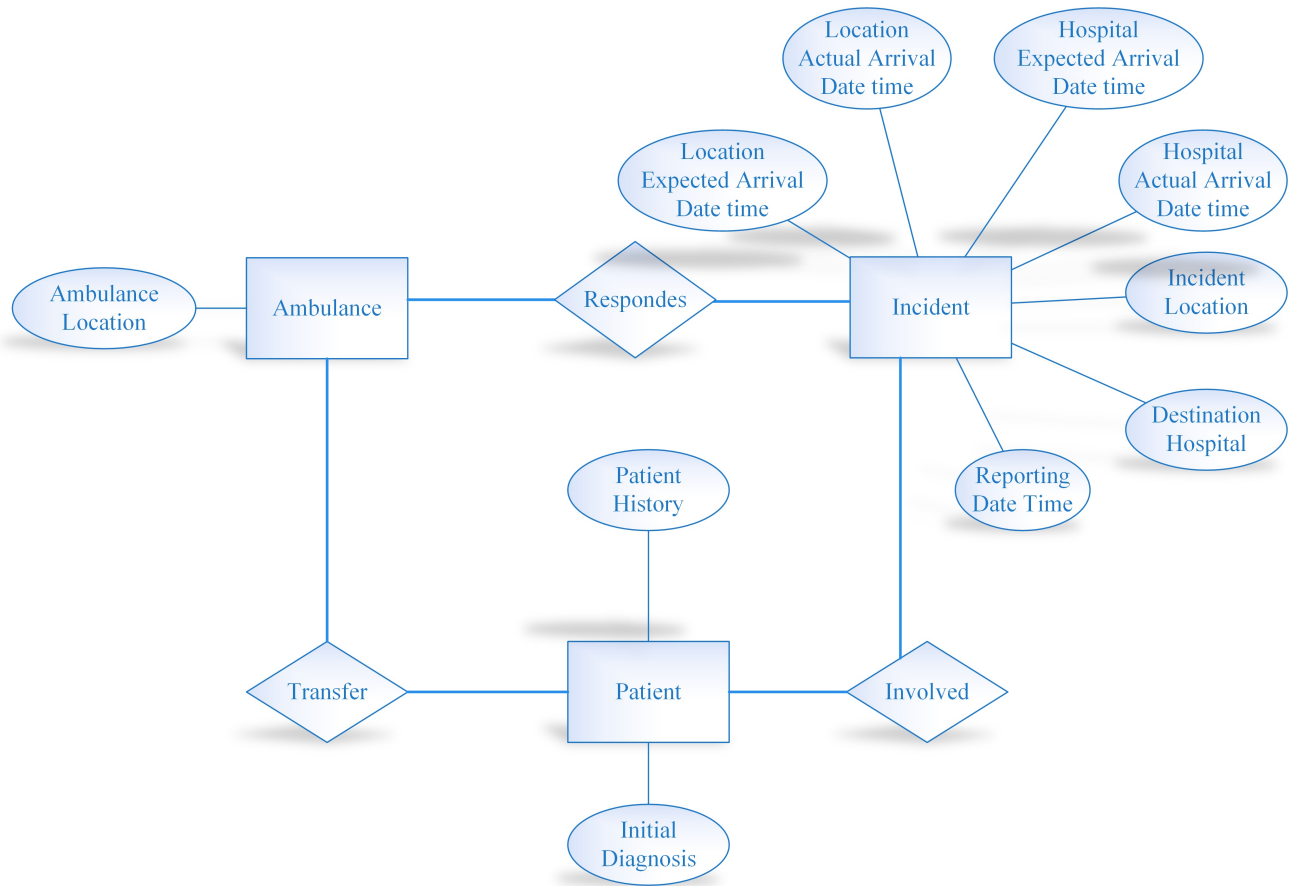 Location
Actual Arrival
Date time
Hospital
Expected Arrival
Date time
Location
Expected Arrival
Date time
Hospital
Actual Arrival
Date time
Ambulance
Location
Ambulance
Respondes
Incident
Incident
Location
Destination
Hospital
Patient
History
Reporting
Date Time
Transfer
Patient
Involved
Initial
Diagnosis